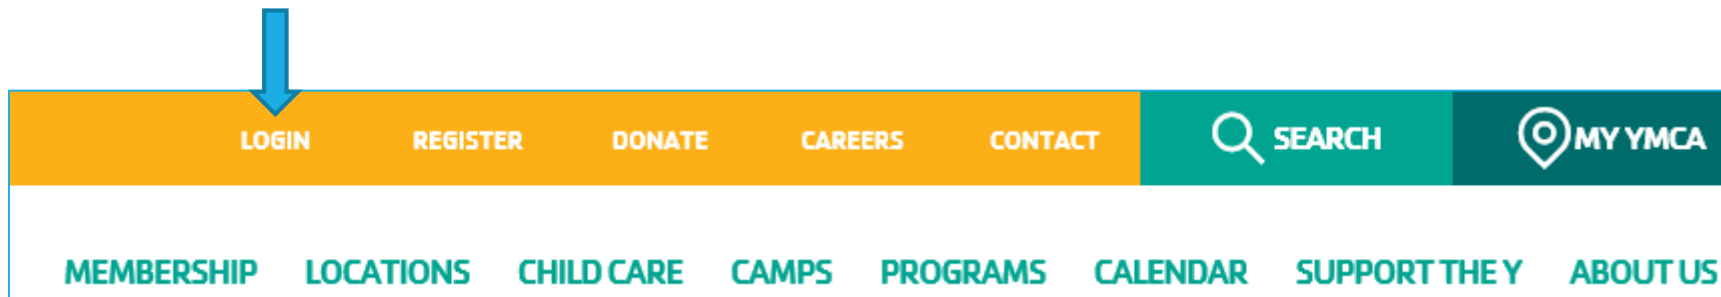 LOGIN REGISTER DONATE CAREERS CONTACT SEARCH MY YMCA
MEMBERSHIP LOCATIONS CHILD CARE CAMPS PROGRAMS CALENDAR SUPPORT THE Y ABOUT US